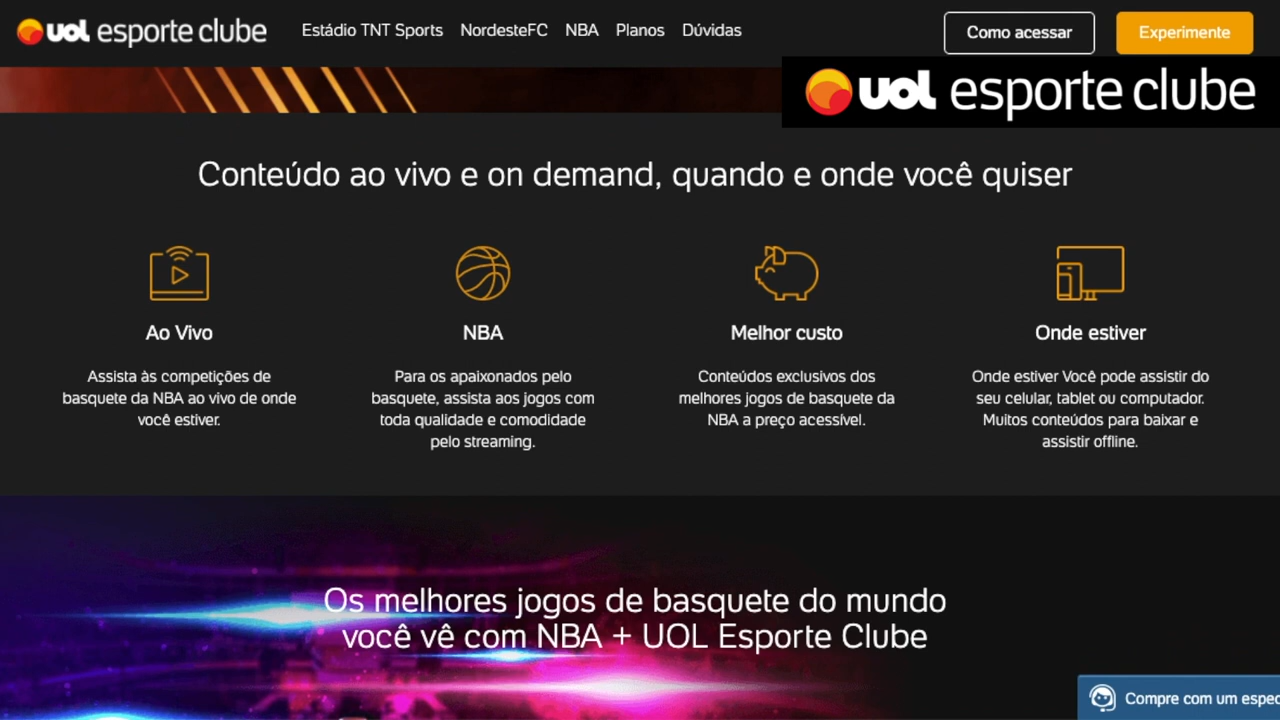 uol esporte clube
Estádio TNT Sports NordesteFC NBA Planos Dúvidas
Como acessar
Experimente
uol esporte clube
Conteúdo ao vivo e on demand, quando e onde você quiser
Ao Vivo
Assista às competições de
basquete da NBA ao vivo de onde
você estiver.
NBA
Para os apaixonados pelo
basquete, assista aos jogos com
toda qualidade e comodidade
pelo streaming.
Melhor custo
Conteúdos exclusivos dos
melhores jogos de basquete da
NBA a preço acessível.
Onde estiver
Onde estiver Você pode assistir do
seu celular, tablet ou computador.
Muitos conteúdos para baixar e
assistir offline.
Os melhores jogos de basquete do mundo
você vê com NBA + UOL Esporte Clube
Compre com um espec